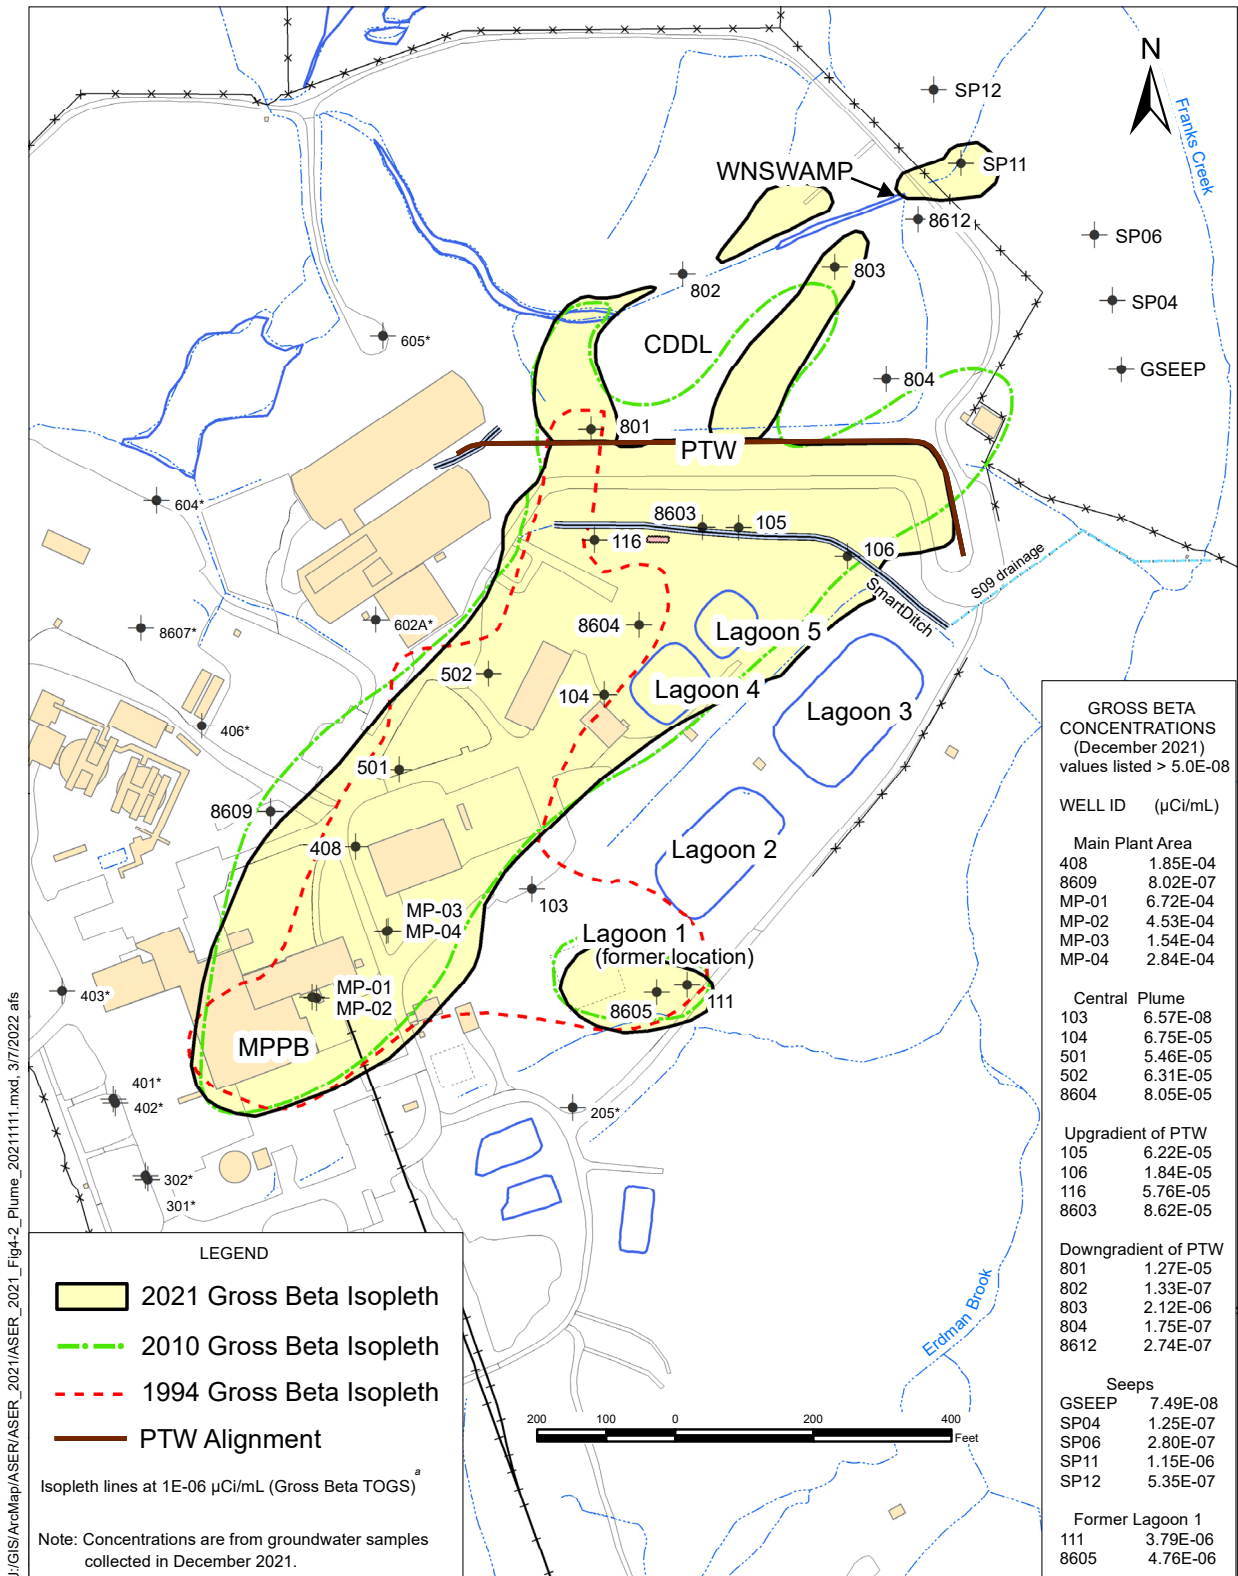 N
Franks Creek
SP12
SP11
WNSWAMP
8612
SP06
803
802
SP04
605*
CDDL
GSEEP
804
801
PTW
604*
8603
105
116
106
S09 drainage
SmartDitch
602A*
8604
8607*
Lagoon 5
502
Lagoon 4
104
Lagoon 3
406*
501
8609
408
Lagoon 2
103
MP-03
MP-04
Lagoon 1
(former location)
403*
MP-01
MP-02
8605
111
MPPB
401*
402*
205*
302*
301*
Erdman Brook
GROSS BETA
CONCENTRATIONS
(December 2021)
values listed > 5.0E-08
WELL ID (µCi/mL)
Main Plant Area
408 1.85E-04
8609 8.02E-07
MP-01 6.72E-04
MP-02 4.53E-04
MP-03 1.54E-04
MP-04 2.84E-04
Central Plume
103 6.57E-08
104 6.75E-05
501 5.46E-05
502 6.31E-05
8604 8.05E-05
Upgradient of PTW
105 6.22E-05
106 1.84E-05
116 5.76E-05
8603 8.62E-05
Downgradient of PTW
801 1.27E-05
802 1.33E-07
803 2.12E-06
804 1.75E-07
8612 2.74E-07
Seeps
GSEEP 7.49E-08
SP04 1.25E-07
SP06 2.80E-07
SP11 1.15E-06
SP12 5.35E-07
Former Lagoon 1
111 3.79E-06
8605 4.76E-06
LEGEND
2021 Gross Beta Isopleth
2010 Gross Beta Isopleth
1994 Gross Beta Isopleth
PTW Alignment
Isopleth lines at 1E-06 µCi/mL (Gross Beta TOGS)a
Note: Concentrations are from groundwater samples
collected in December 2021.
200 100 0 200 400
Feet
J:/GIS/ArcMap/ASER/ASER_2021/ASER_2021_Fig4-2_Plume_20211111.mxd, 3/7/2022 afs